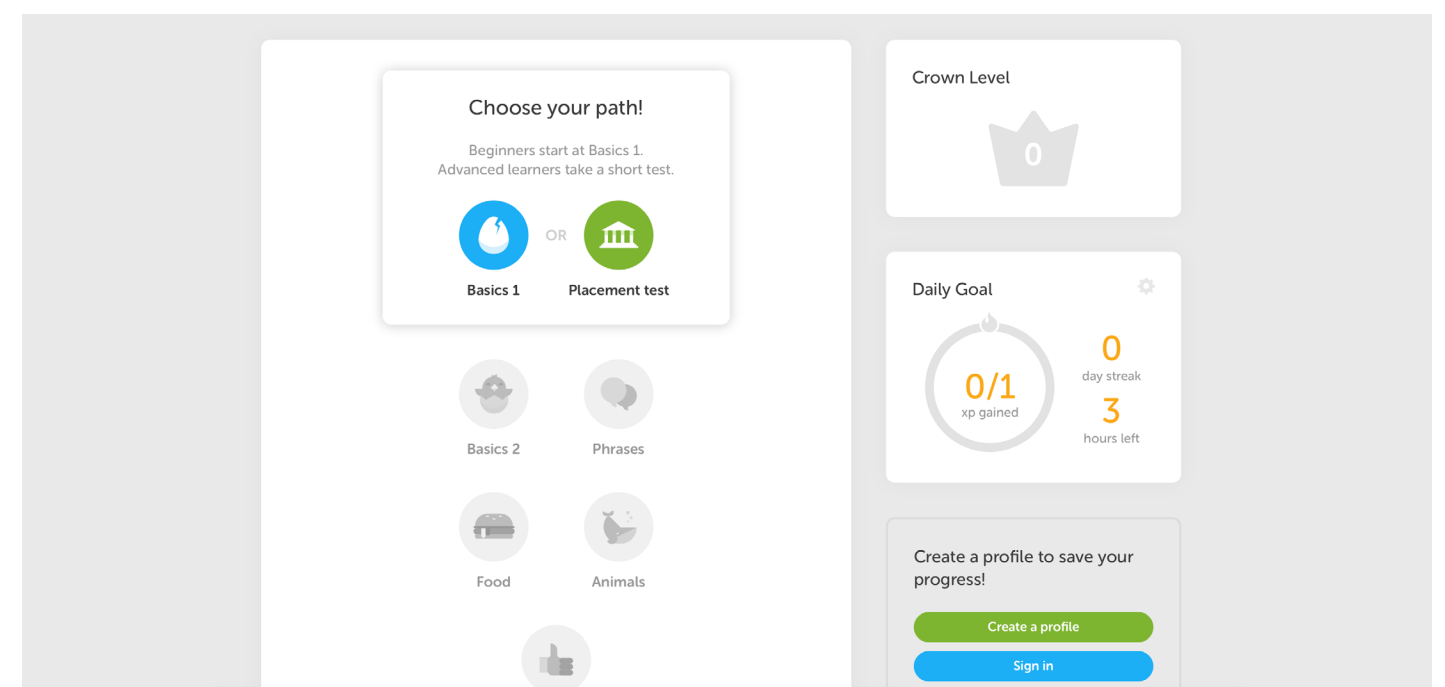 Choose your path!
Beginners start at Basics 1.
Advanced learners take a short test.
OR
Basics 1
Placement test
Basics 2
Phrases
Food
Animals
Crown Level
0
Daily Goal
0/1
xp gained
0
day streak
3
hours left
Create a profile to save your
progress!
Create a profile
Sign in